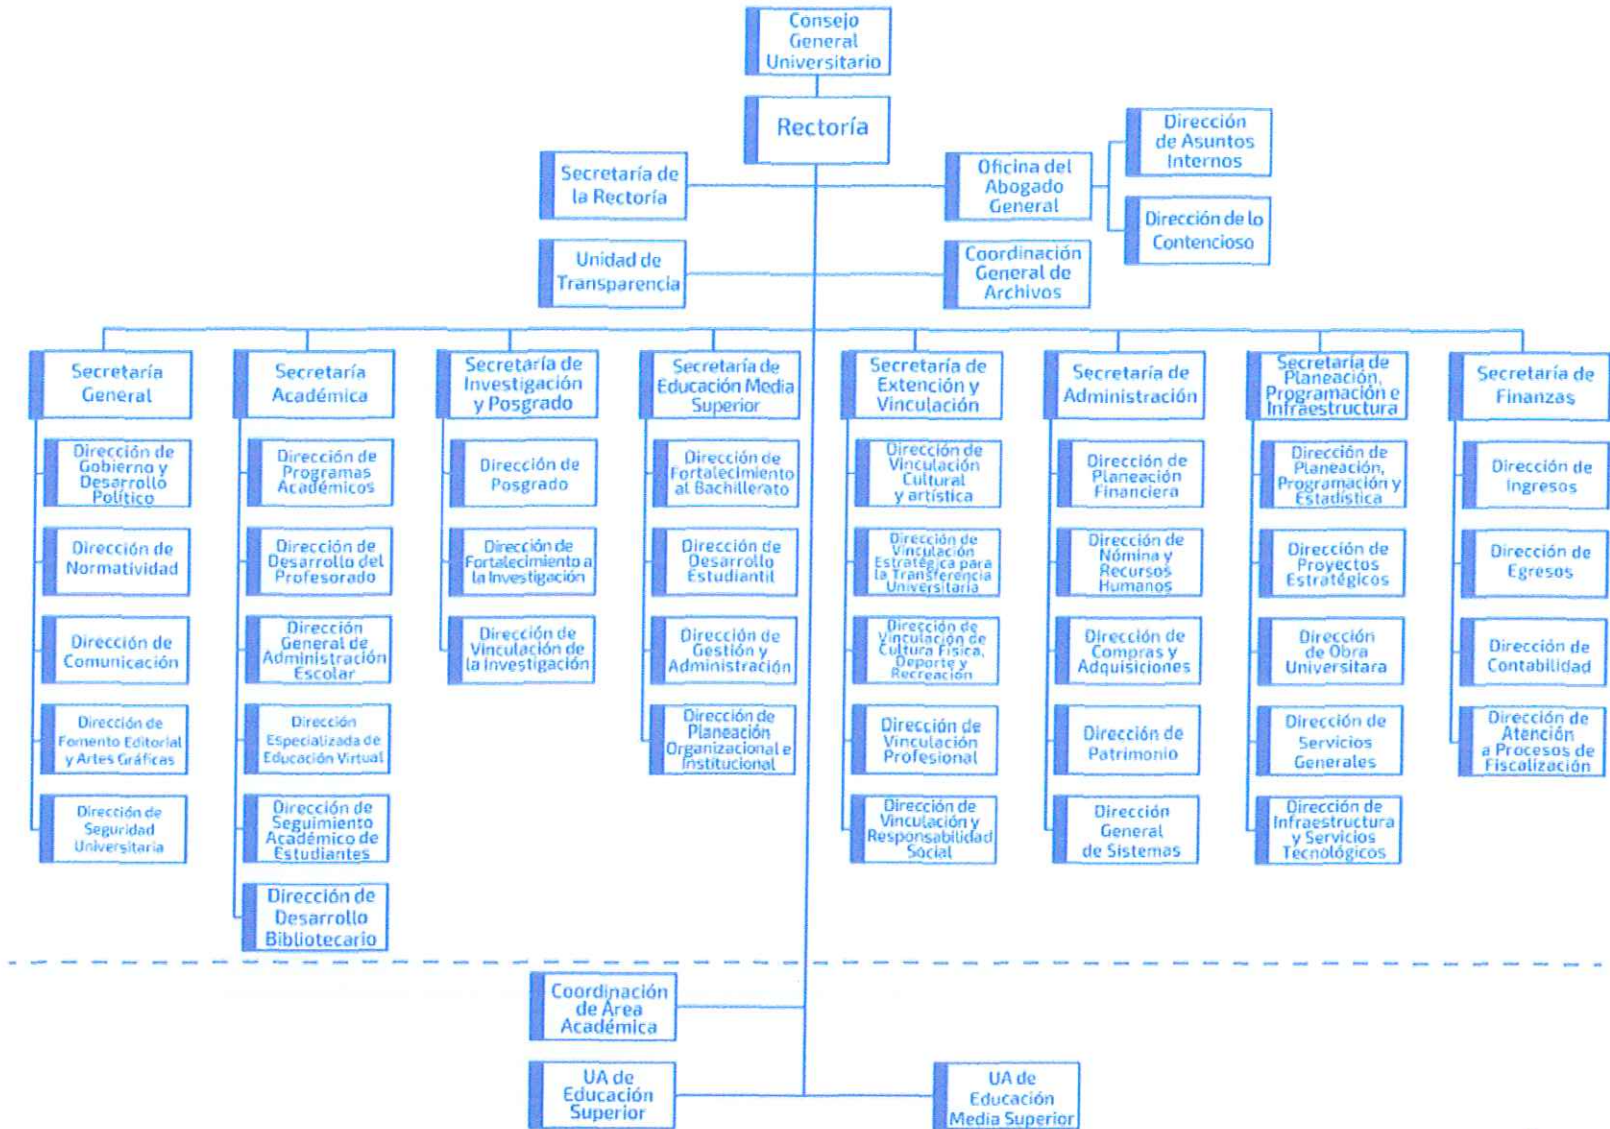 Consejo
General
Universitario
Rectoría
Secretaría de
la Rectoría
Oficina del
Abogado
General
Dirección
de Asuntos
Internos
Dirección de lo
Contencioso
Unidad de
Transparencia
Coordinación
General de
Archivos
Secretaría
General
Dirección de
Gobierno y
Desarrollo
Político
Dirección de
Normatividad
Dirección de
Comunicación
Dirección de
Fomento Editorial
y Artes Gráficas
Dirección de
Seguridad
Universitaria
Secretaría
Académica
Dirección de
Programas
Académicos
Dirección de
Desarrollo del
Profesorado
Dirección
General de
Administración
Escolar
Dirección
Especializada de
Educación Virtual
Dirección de
Seguimiento
Académico de
Estudiantes
Dirección de
Desarrollo
Bibliotecario
Secretaría de
Investigación
y Posgrado
Dirección de
Posgrado
Dirección de
Fortalecimiento a
la Investigación
Dirección de
Vinculación de
la Investigación
Secretaría de
Educación Media
Superior
Dirección de
Fortalecimiento
al Bachillerato
Dirección de
Desarrollo
Estudiantil
Dirección de
Gestión y
Administración
Dirección de
Planeación
Organizacional e
Institucional
Secretaría de
Extención y
Vinculación
Dirección de
Vinculación
Cultural
y artística
Dirección de
Vinculación
Estratégica para
la Transferencia
Universitaria
Dirección de
Vinculación de
Cultura Física,
Deporte y
Recreación
Dirección de
Vinculación
Profesional
Dirección de
Vinculación y
Responsabilidad
Social
Secretaría de
Administración
Dirección de
Planeación
Financiera
Dirección de
Nómina y
Recursos
Humanos
Dirección de
Compras y
Adquisiciones
Dirección de
Patrimonio
Dirección
General
de Sistemas
Secretaría de
Planeación,
Programación e
Infraestructura
Dirección de
Planeación,
Programación y
Estadística
Dirección de
Proyectos
Estratégicos
Dirección
de Obra
Universitara
Dirección de
Servicios
Generales
Dirección de
Infraestructura
y Servicios
Tecnológicos
Secretaría de
Finanzas
Dirección de
Ingresos
Dirección de
Egresos
Dirección de
Contabilidad
Dirección de
Atención
a Procesos de
Fiscalización
Coordinación
de Área
Académica
UA de
Educación
Superior
UA de
Educación
Media Superior